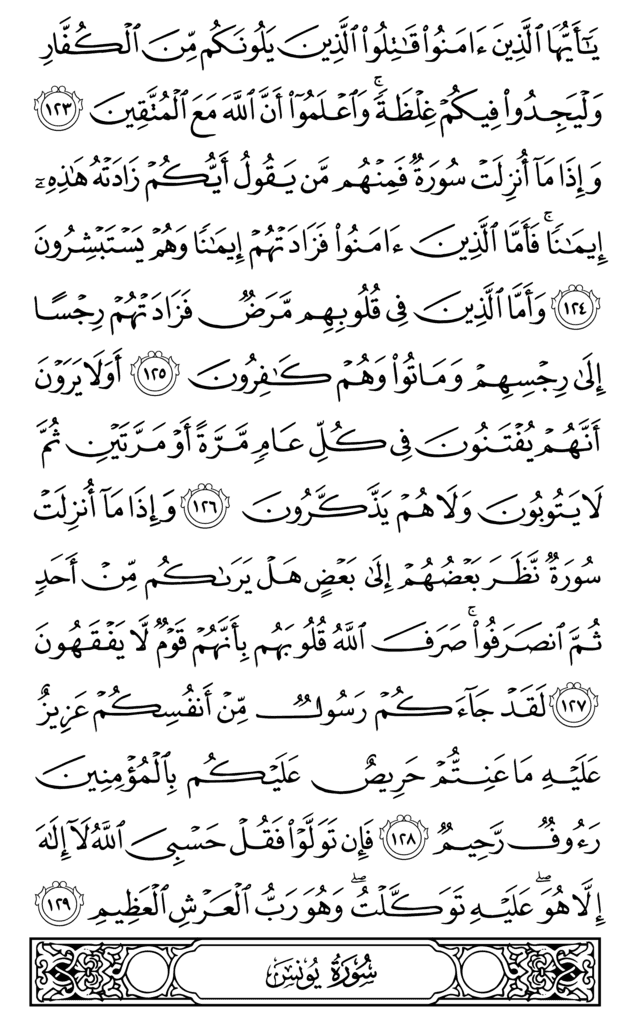 يَٰٓأَيُّهَا ٱلَّذِينَ ءَامَنُوا۟ قَٰتِلُوا۟ ٱلَّذِينَ يَلُونَكُم مِّنَ ٱلْكُفَّارِ
وَلْيَجِدُوا۟ فِيكُمْ غِلْظَةً ۚ وَٱعْلَمُوٓا۟ أَنَّ ٱللَّهَ مَعَ ٱلْمُتَّقِينَ ١٢٣
وَإِذَا مَآ أُنزِلَتْ سُورَةٌ فَمِنْهُم مَّن يَقُولُ أَيُّكُمْ زَادَتْهُ هَٰذِهِۦٓ
إِيمَٰنًا ۚ فَأَمَّا ٱلَّذِينَ ءَامَنُوا۟ فَزَادَتْهُمْ إِيمَٰنًا وَهُمْ يَسْتَبْشِرُونَ
١٢٤ وَأَمَّا ٱلَّذِينَ فِى قُلُوبِهِم مَّرَضٌ فَزَادَتْهُمْ رِجْسًا
إِلَىٰ رِجْسِهِمْ وَمَاتُوا۟ وَهُمْ كَٰفِرُونَ ١٢٥ أَوَلَا يَرَوْنَ
أَنَّهُمْ يُفْتَنُونَ فِى كُلِّ عَامٍ مَّرَّةً أَوْ مَرَّتَيْنِ ثُمَّ
لَا يَتُوبُونَ وَلَا هُمْ يَذَّكَّرُونَ ١٢٦ وَإِذَا مَآ أُنزِلَتْ
سُورَةٌ نَّظَرَ بَعْضُهُمْ إِلَىٰ بَعْضٍ هَلْ يَرَىٰكُم مِّنْ أَحَدٍ
ثُمَّ ٱنصَرَفُوا۟ ۚ صَرَفَ ٱللَّهُ قُلُوبَهُم بِأَنَّهُمْ قَوْمٌ لَّا يَفْقَهُونَ
١٢٧ لَقَدْ جَآءَكُمْ رَسُولٌ مِّنْ أَنفُسِكُمْ عَزِيزٌ
عَلَيْهِ مَا عَنِتُّمْ حَرِيصٌ عَلَيْكُم بِٱلْمُؤْمِنِينَ
رَءُوفٌ رَّحِيمٌ ١٢٨ فَإِن تَوَلَّوْا۟ فَقُلْ حَسْبِىَ ٱللَّهُ لَآ إِلَٰهَ
إِلَّا هُوَ ۖ عَلَيْهِ تَوَكَّلْتُ ۖ وَهُوَ رَبُّ ٱلْعَرْشِ ٱلْعَظِيمِ ١٢٩
سُورَةُ يُونُسَ